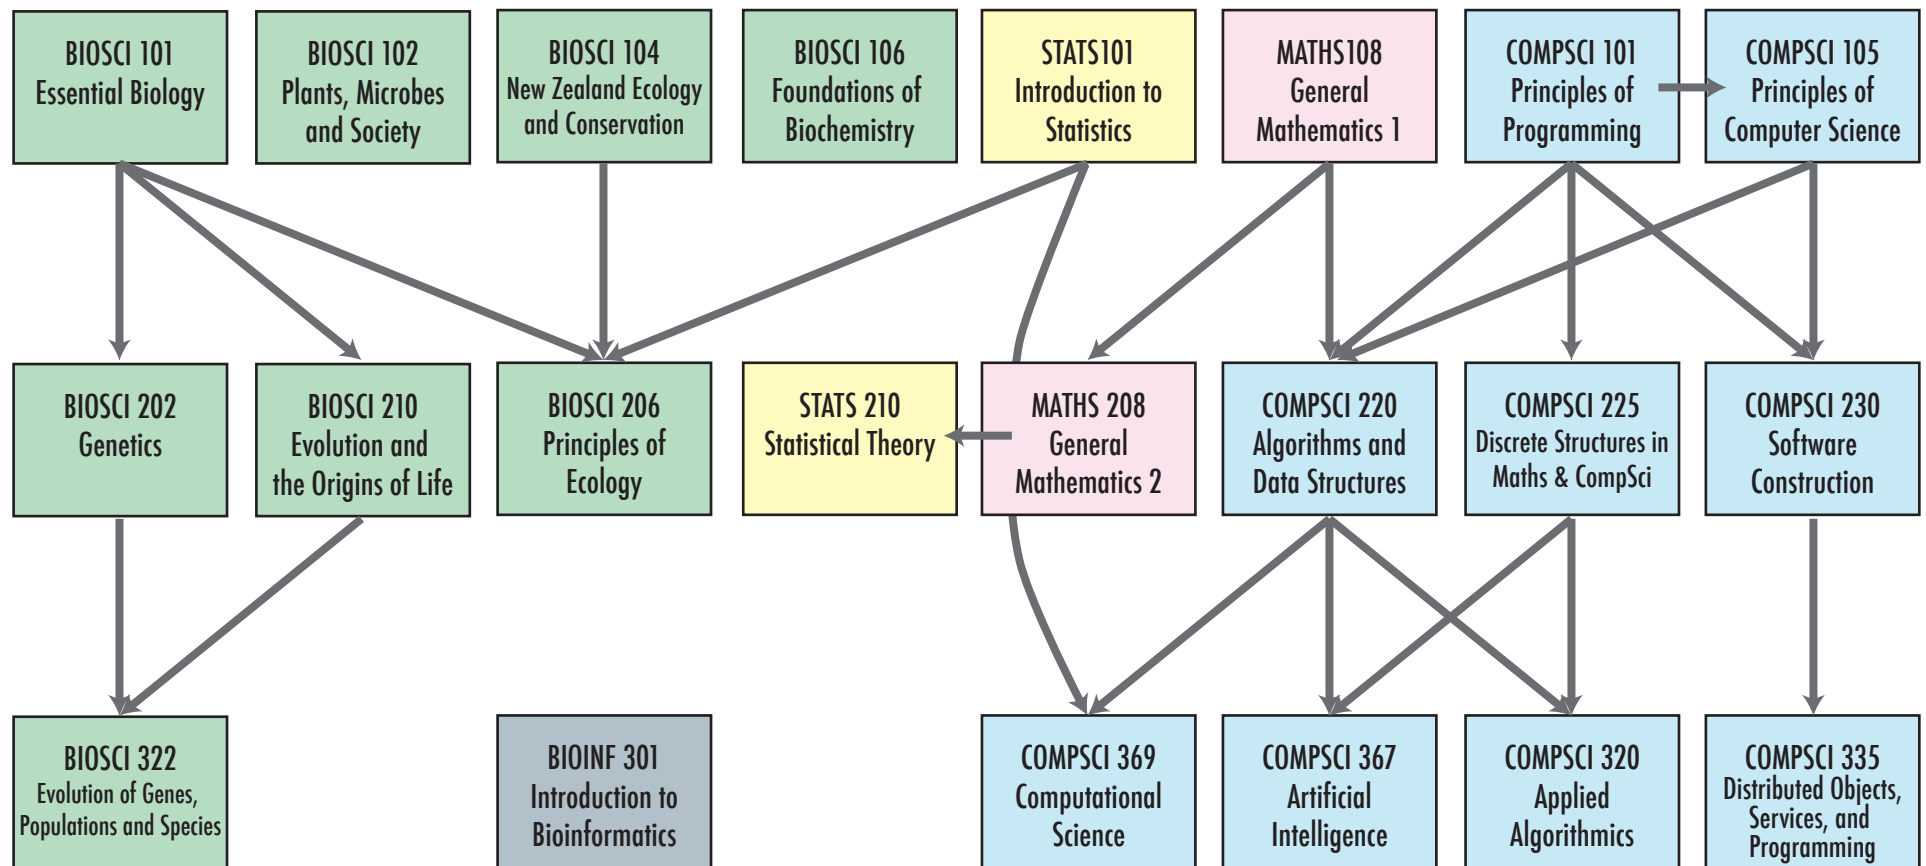 BIOSCI 101
Essential Biology
BIOSCI 102
Plants, Microbes
and Society
BIOSCI 104
New Zealand Ecology
and Conservation
BIOSCI 106
Foundations of
Biochemistry
STATS101
Introduction to
Statistics
MATHS108
General
Mathematics 1
COMPSCI 101
Principles of
Programming
COMPSCI 105
Principles of
Computer Science
BIOSCI 202
Genetics
BIOSCI 210
Evolution and
the Origins of Life
BIOSCI 206
Principles of
Ecology
STATS 210
Statistical Theory
MATHS 208
General
Mathematics 2
COMPSCI 220
Algorithms and
Data Structures
COMPSCI 225
Discrete Structures in
Maths & CompSci
COMPSCI 230
Software
Construction
BIOSCI 322
Evolution of Genes,
Populations and Species
BIOINF 301
Introduction to
Bioinformatics
COMPSCI 369
Computational
Science
COMPSCI 367
Artificial
Intelligence
COMPSCI 320
Applied
Algorithmics
COMPSCI 335
Distributed Objects,
Services, and
Programming